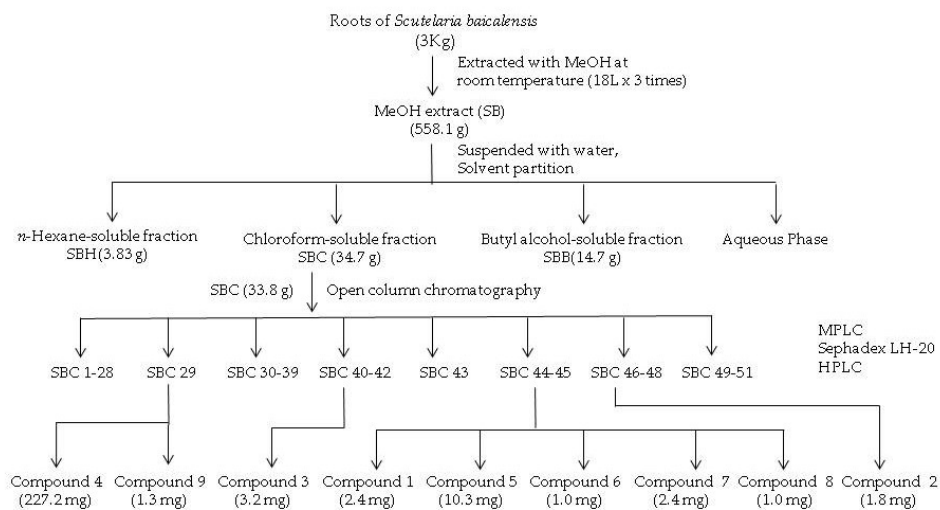 Roots of Scutelaria baicalensis
(3Kg)
Extracted with MeOH at
room temperature (18L x 3 times)
MeOH extract (SB)
(558.1 g)
Suspended with water,
Solvent partition
n-Hexane-soluble fraction
SBH(3.83 g)
Chloroform-soluble fraction
SBC (34.7 g)
Butyl alcohol-soluble fraction
SBB(14.7 g)
Aqueous Phase
SBC (33.8 g)
Open column chromatography
MPLC
Sephadex LH-20
HPLC
SBC 1-28
SBC 29
SBC 30-39
SBC 40-42
SBC 43
SBC 44-45
SBC 46-48
SBC 49-51
Compound 4
(227.2 mg)
Compound 9
(1.3 mg)
Compound 3
(3.2 mg)
Compound 1
(2.4 mg)
Compound 5
(10.3 mg)
Compound 6
(1.0 mg)
Compound 7
(2.4 mg)
Compound 8
(1.0 mg)
Compound 2
(1.8 mg)